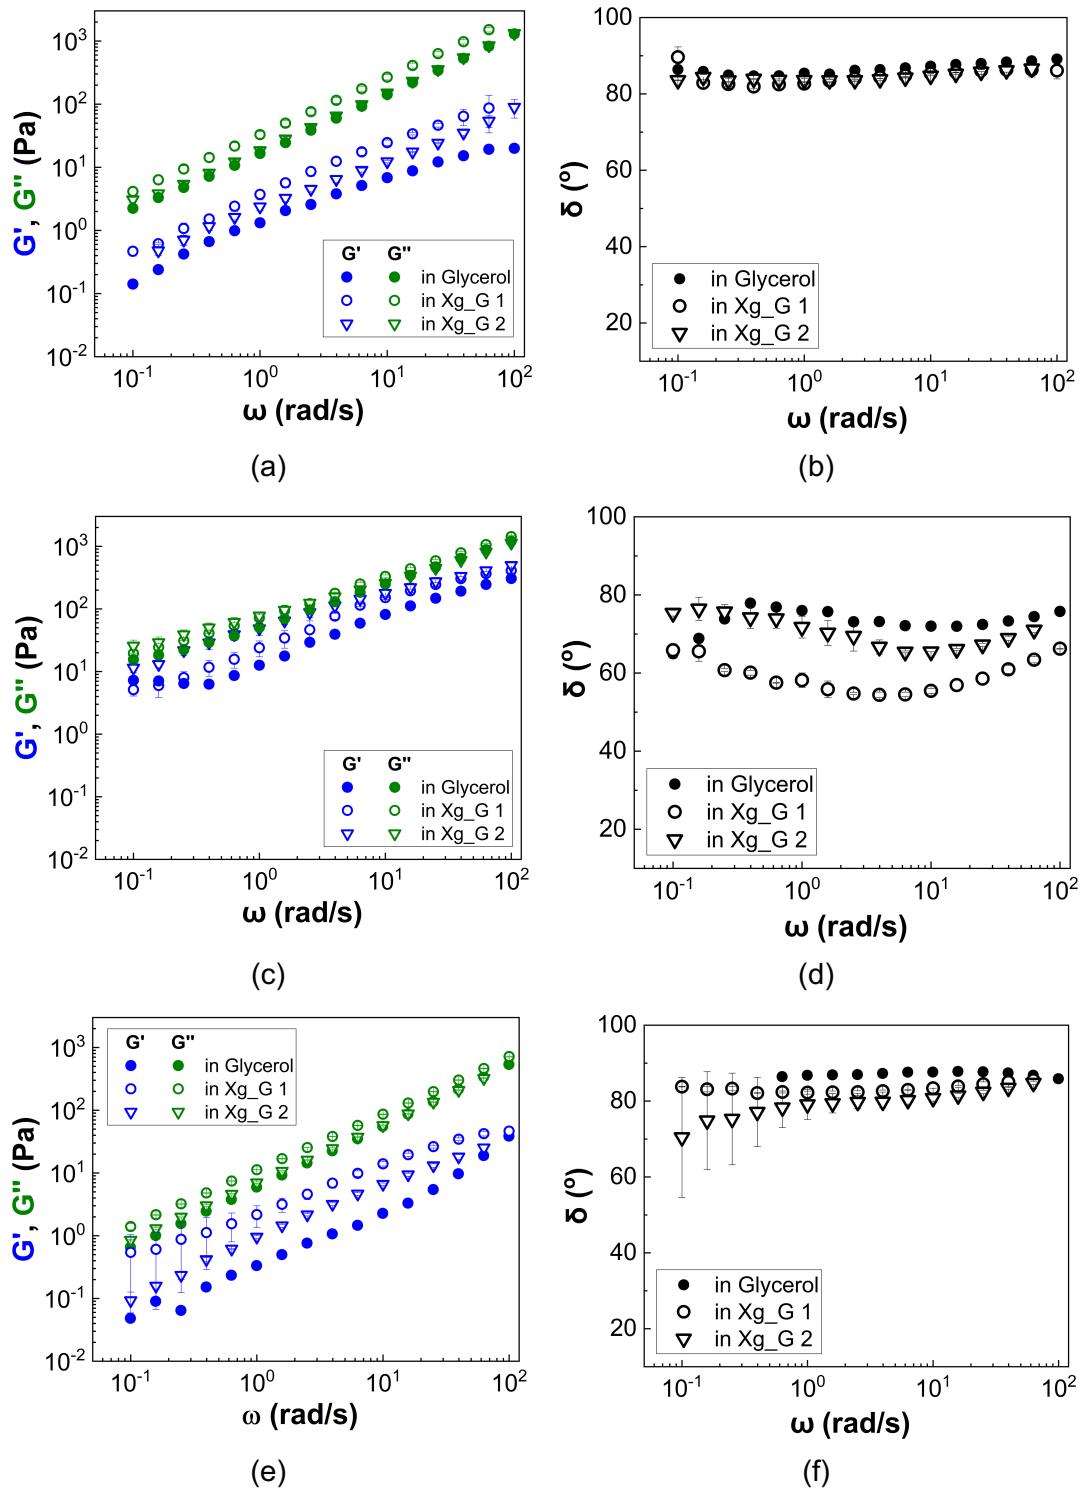 10³
10²
10¹
10⁰
10⁻¹
10⁻²
G', G" (Pa)
G' G"
in Glycerol
in Xg_G 1
in Xg_G 2
10⁻¹ 10⁰ 10¹ 10²
ω (rad/s)
(a)
100
80
60
40
20
δ (º)
in Glycerol
in Xg_G 1
in Xg_G 2
10⁻¹ 10⁰ 10¹ 10²
ω (rad/s)
(b)
10³
10²
10¹
10⁰
10⁻¹
10⁻²
G', G" (Pa)
G' G"
in Glycerol
in Xg_G 1
in Xg_G 2
10⁻¹ 10⁰ 10¹ 10²
ω (rad/s)
(c)
100
80
60
40
20
δ (º)
in Glycerol
in Xg_G 1
in Xg_G 2
10⁻¹ 10⁰ 10¹ 10²
ω (rad/s)
(d)
10³
10²
10¹
10⁰
10⁻¹
10⁻²
G', G" (Pa)
G' G"
in Glycerol
in Xg_G 1
in Xg_G 2
10⁻¹ 10⁰ 10¹ 10²
ω (rad/s)
(e)
100
80
60
40
20
δ (º)
in Glycerol
in Xg_G 1
in Xg_G 2
10⁻¹ 10⁰ 10¹ 10²
ω (rad/s)
(f)